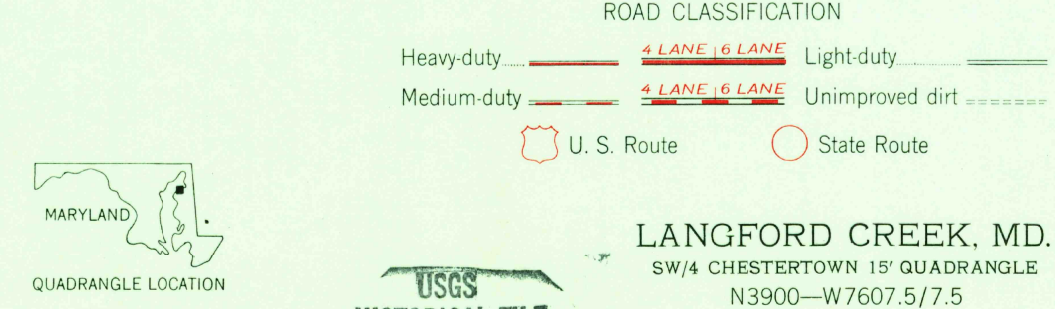 ROAD CLASSIFICATION
Heavy-duty 4 LANE 6 LANE Light-duty
Medium-duty 4 LANE 6 LANE Unimproved dirt
U. S. Route State Route
MARYLAND
QUADRANGLE LOCATION
USGS
LANGFORD CREEK, MD.
SW/4 CHESTERTOWN 15' QUADRANGLE
N3900—W7607.5/7.5